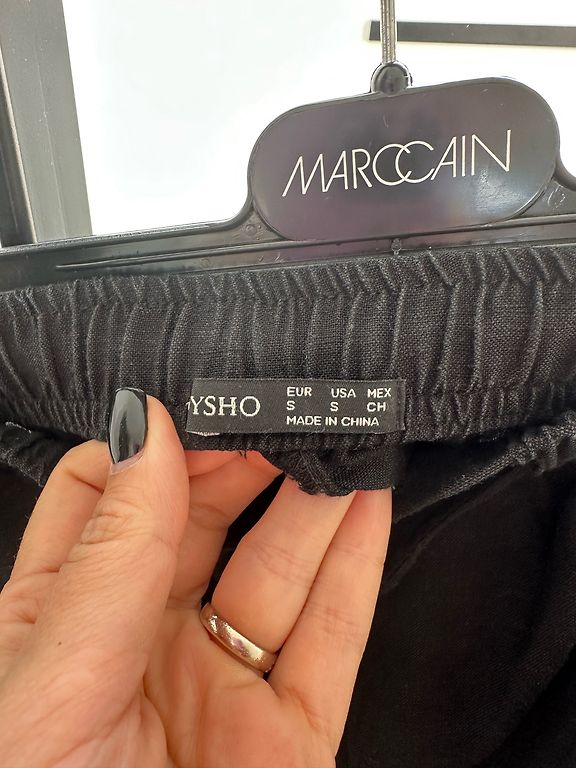 MARCCAIN
YSHO
EUR USA MEX
S S CH
MADE IN CHINA